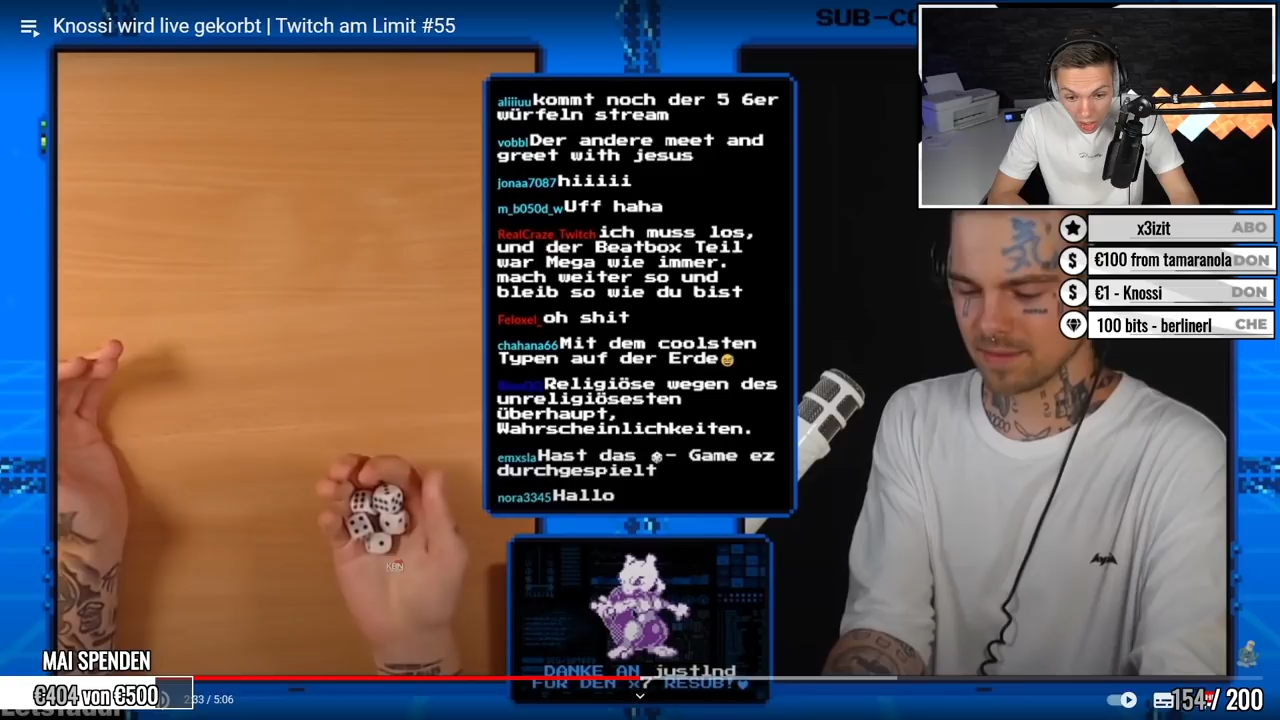 Knossi wird live gekorbt | Twitch am Limit #55
SUB-CO
aliiiuu kommt noch der 5 6er
würfeln stream
vobbl Der andere meet and
greet with jesus
jonaa7087 hiiiii
m_b050d_w Uff haha
RealCraze_Twitch ich muss los,
und der Beatbox Teil
war Mega wie immer.
mach weiter so und
bleib so wie du bist
Feloxel_ oh shit
chahana66 Mit dem coolsten
Typen auf der Erde😅
Religiöse wegen des
unreligiösesten
überhaupt,
Wahrscheinlichkeiten.
emxsla Hast das 🎲- Game ez
durchgespielt
nora3345 Hallo
x3izit ABO
€100 from tamaranola DON
€1 - Knossi DON
100 bits - berlinerl CHE
KBN
DANKE AN justlnd
FÜR DEN x7 RESUB!
MAI SPENDEN
€404 von €500
2:33 / 5:06
154 / 200